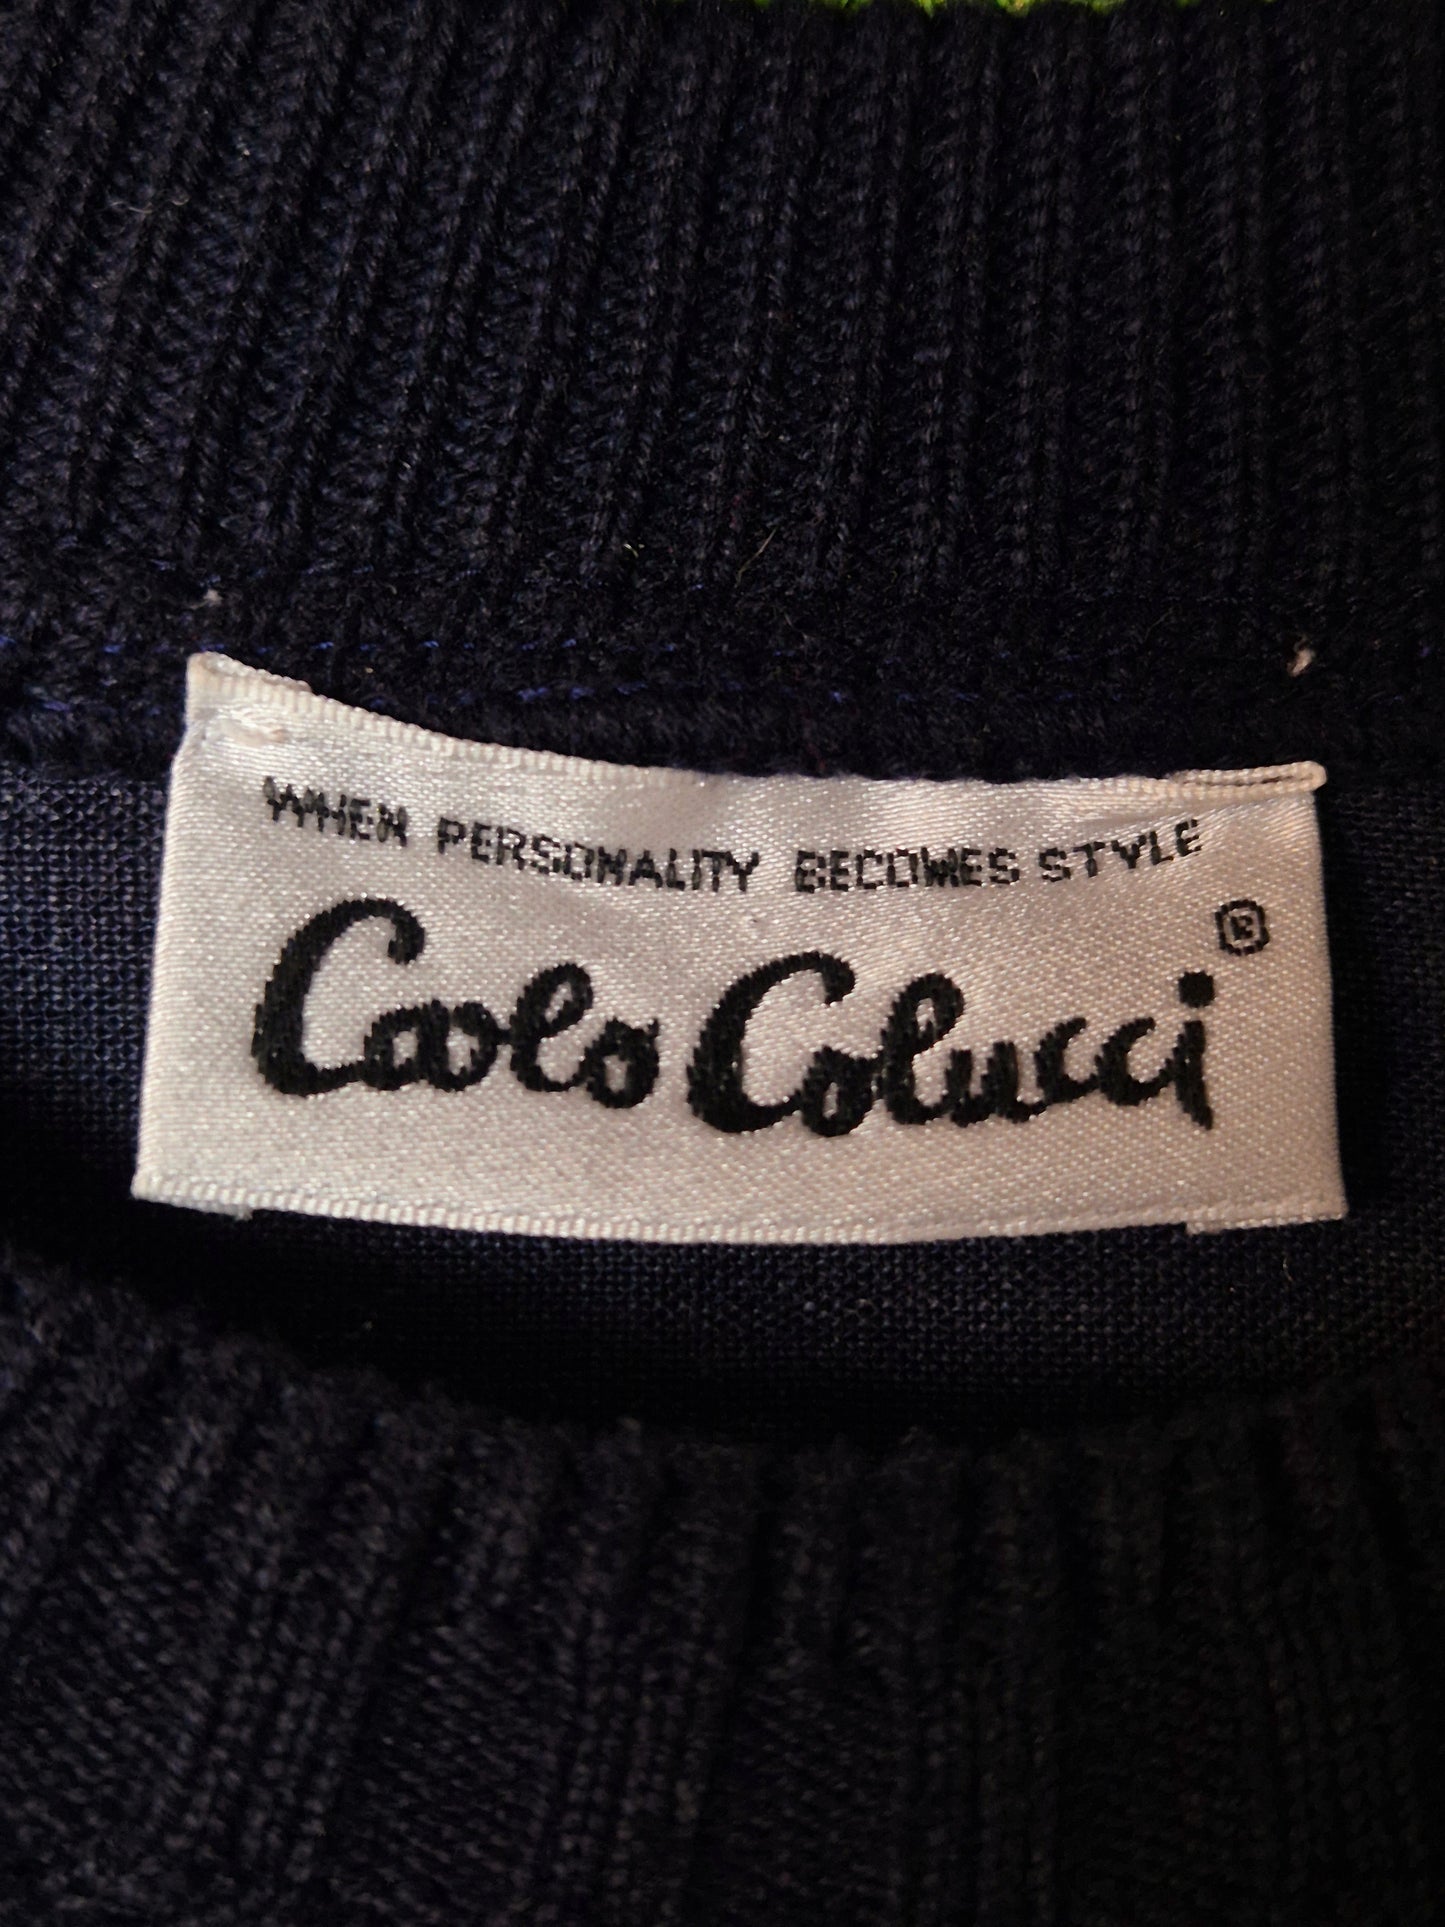 WHEN PERSONALITY BECOMES STYLE
Carlo Colucci ®